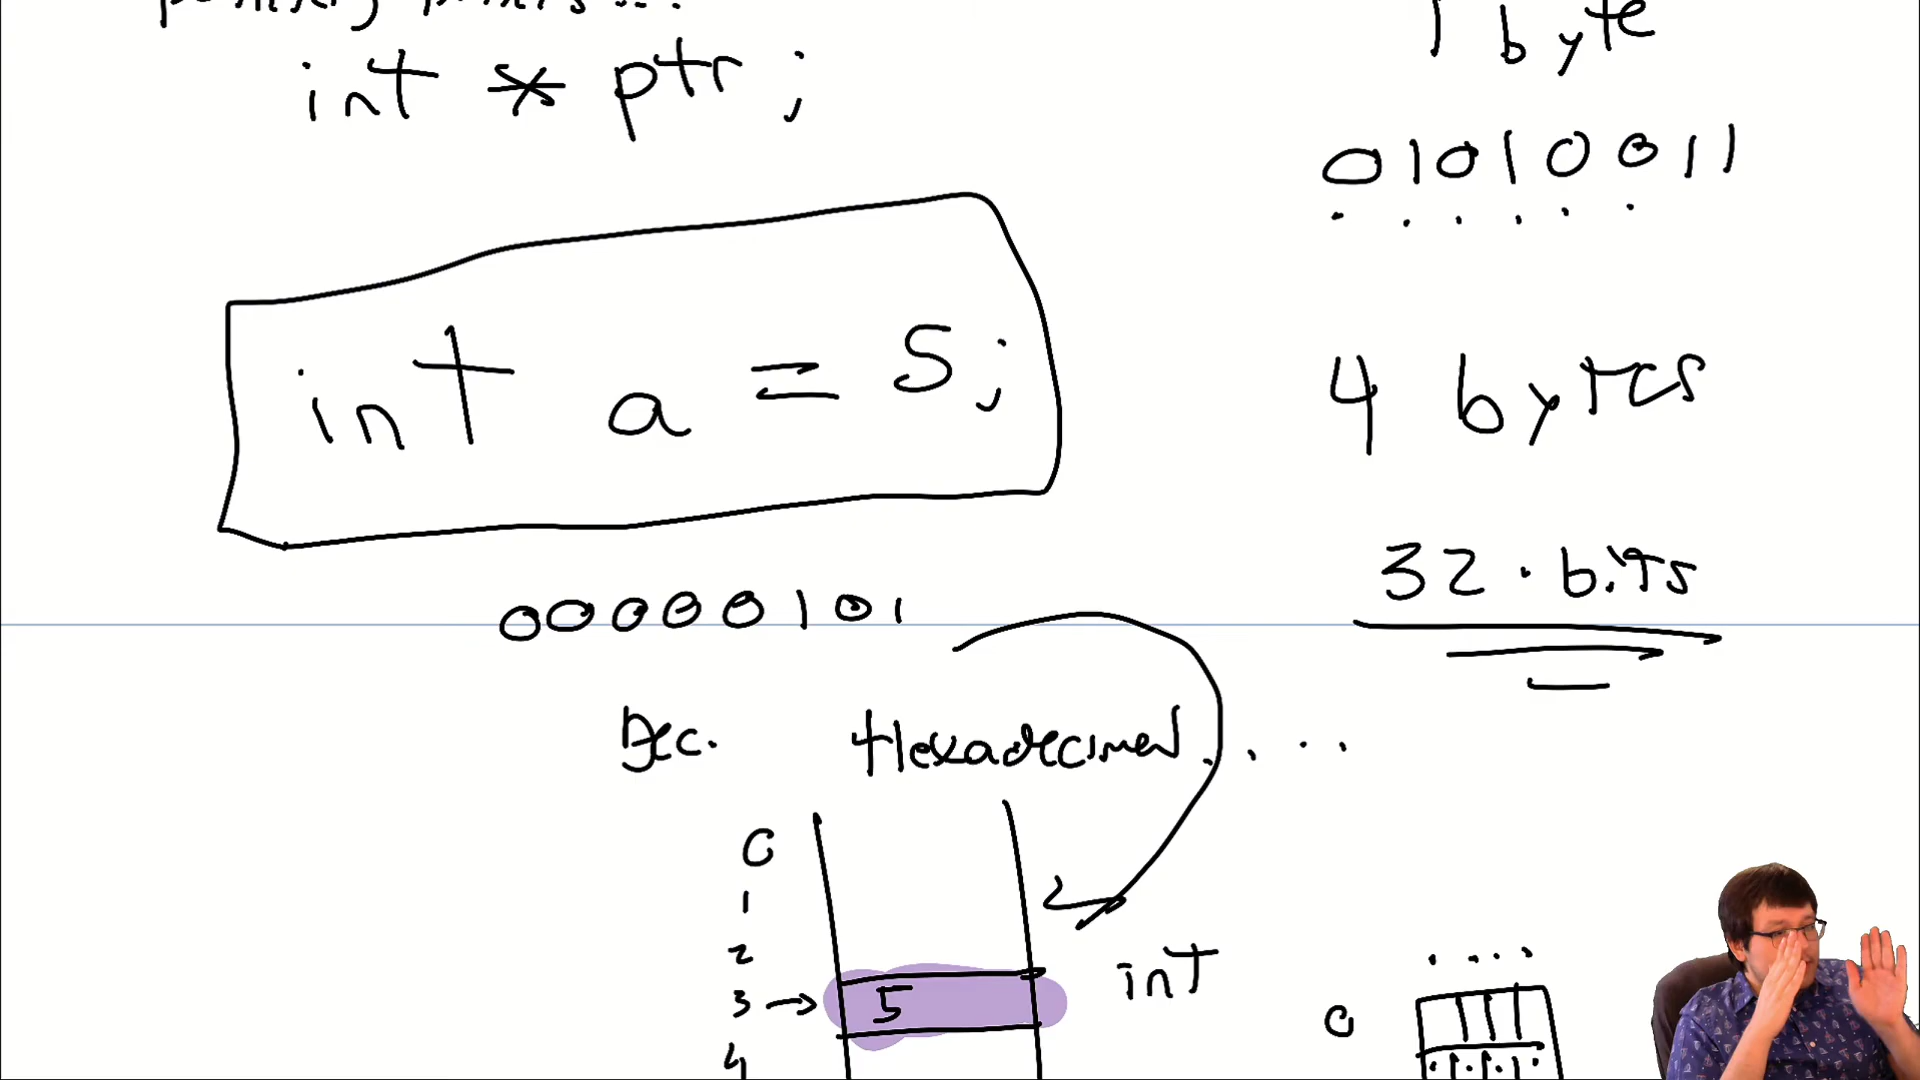 int * ptr;
1 byte
01010011
int a = 5;
4 bytes
32 bits
00000101
Dec. Hexadecimal ....
0
1
2
3 → 5
int
0
4